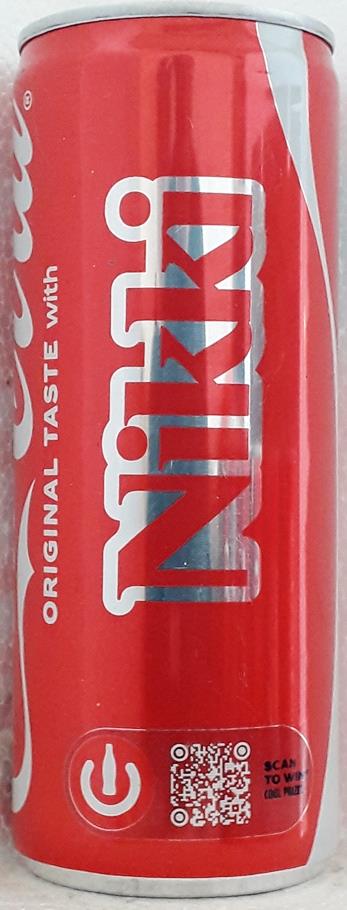 ORIGINAL TASTE with
Nikki
SCAN
TO WIN
COOL PRIZES